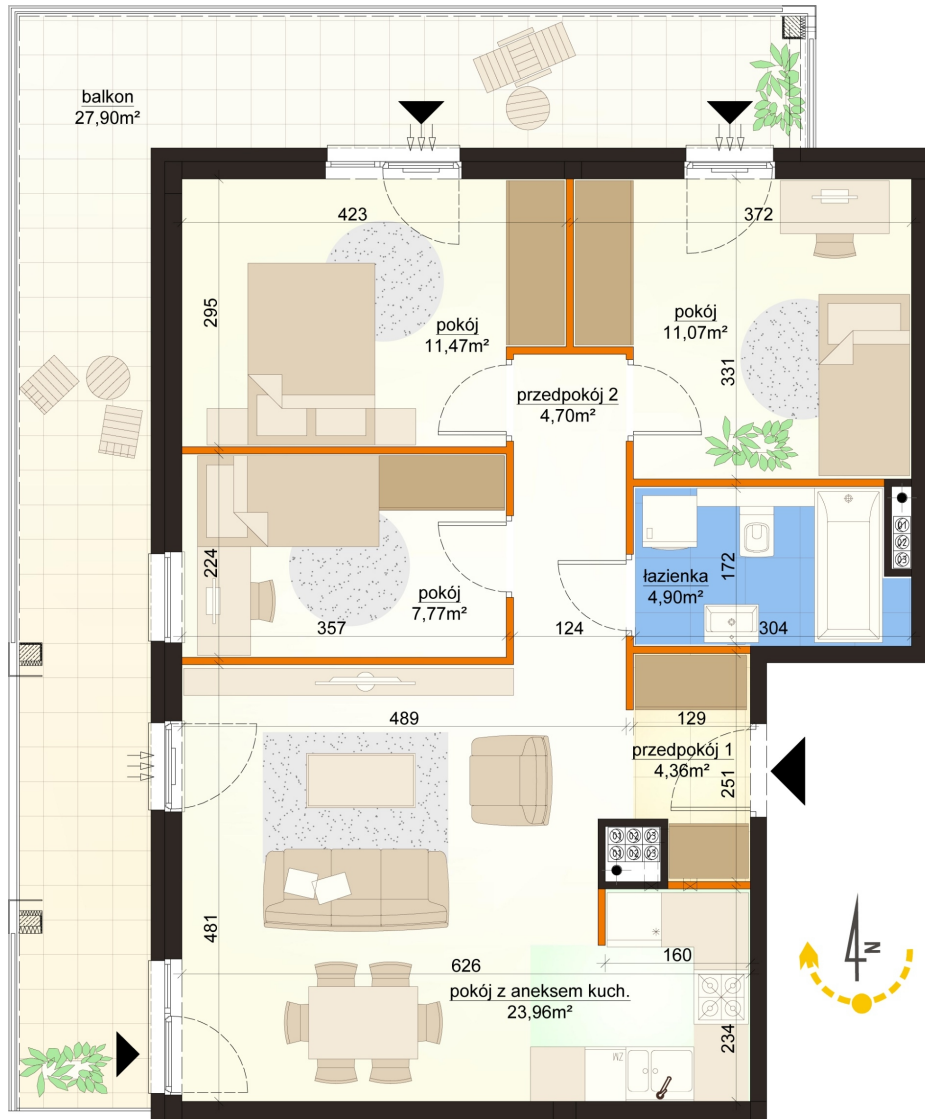 balkon
27,90m²
423
372
295
pokój
11,47m²
pokój
11,07m²
331
przedpokój 2
4,70m²
224
pokój
7,77m²
357
124
172
łazienka
4,90m²
304
489
129
przedpokój 1
4,36m²
251
481
626
160
pokój z aneksem kuch.
23,96m²
234
ZM
N